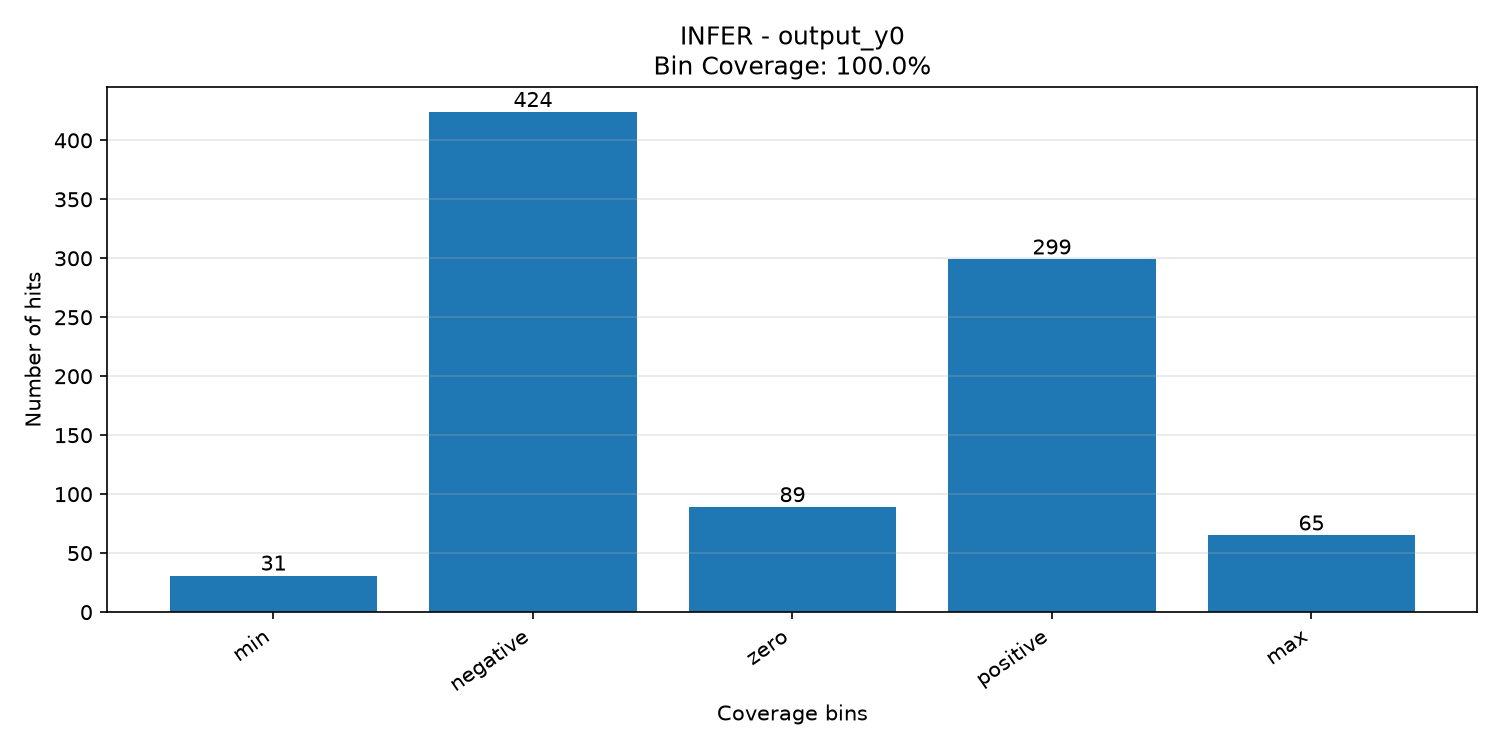 INFER - output_y0
Bin Coverage: 100.0%
Number of hits
400
350
300
250
200
150
100
50
0
31
424
89
299
65
min
negative
zero
positive
max
Coverage bins